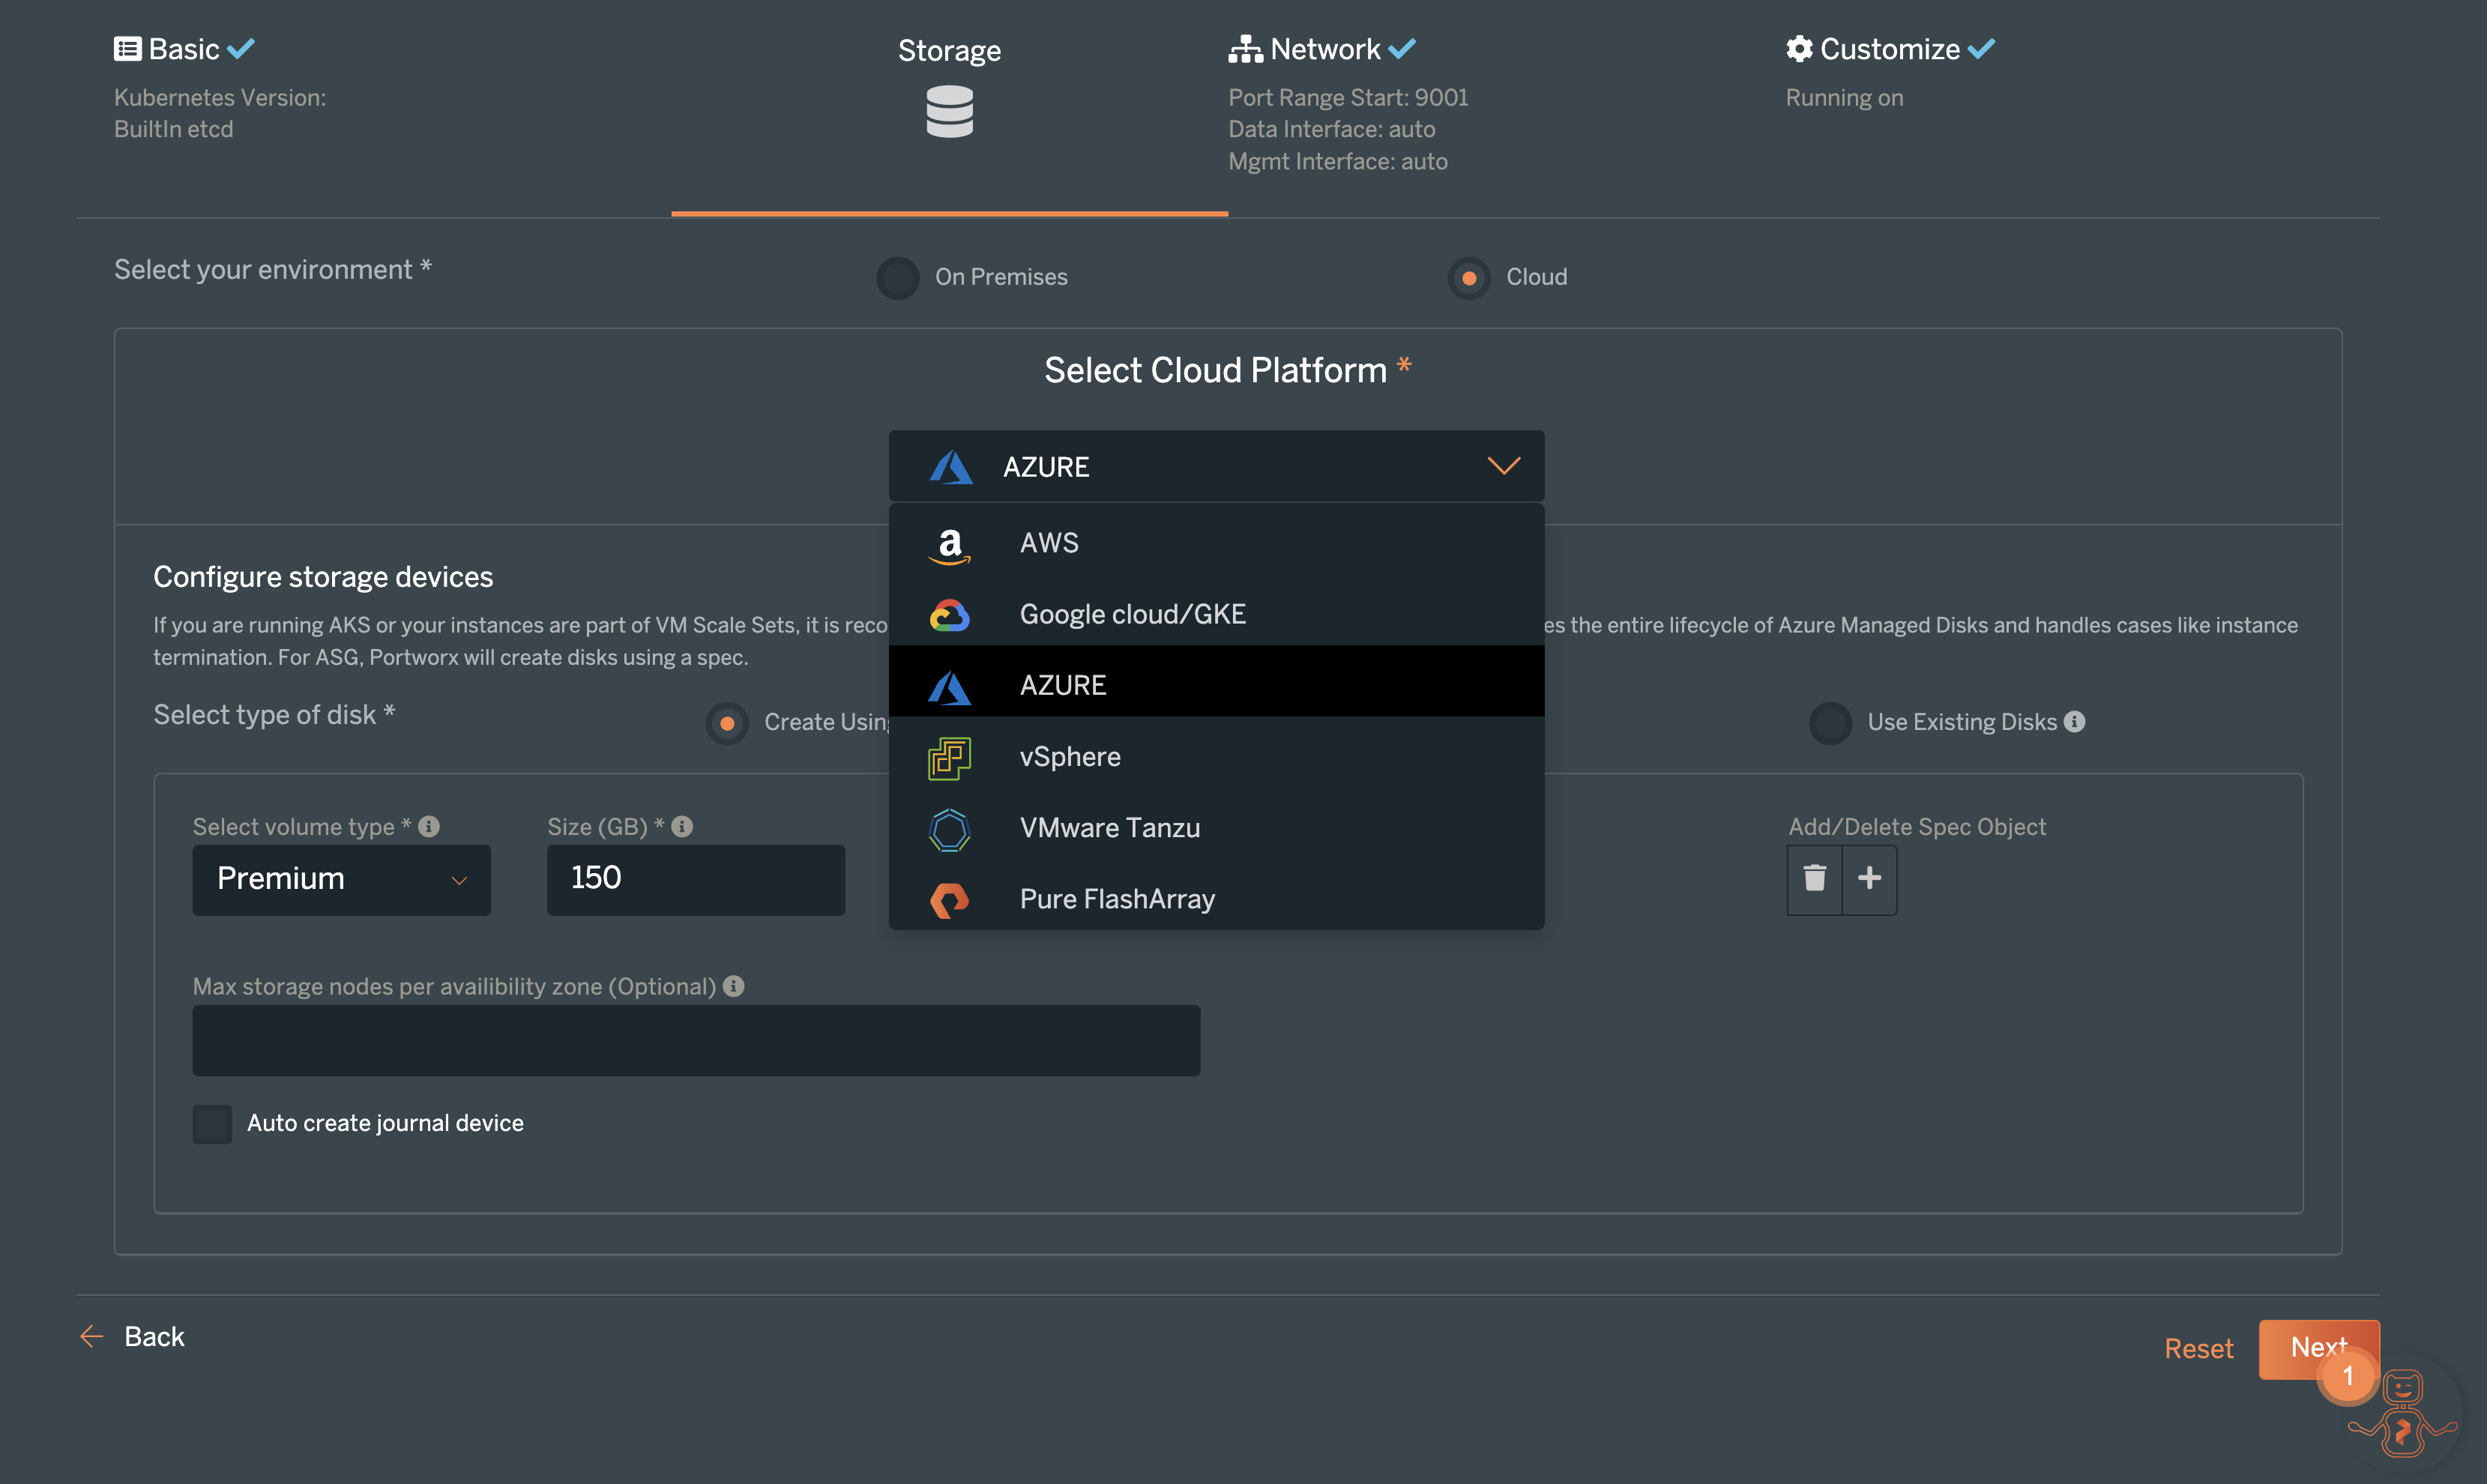 Basic
Kubernetes Version:
BuiltIn etcd
Storage
Network
Port Range Start: 9001
Data Interface: auto
Mgmt Interface: auto
Customize
Running on
Select your environment *
On Premises
Cloud
Select Cloud Platform *
AZURE
AWS
Google cloud/GKE
AZURE
vSphere
VMware Tanzu
Pure FlashArray
Configure storage devices
If you are running AKS or your instances are part of VM Scale Sets, it is reco
es the entire lifecycle of Azure Managed Disks and handles cases like instance
termination. For ASG, Portworx will create disks using a spec.
Select type of disk *
Create Using
Use Existing Disks
Select volume type *
Premium
Size (GB) *
150
Add/Delete Spec Object
Max storage nodes per availibility zone (Optional)
Auto create journal device
Back
Reset
Next
1